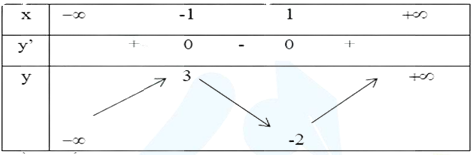 x -∞ -1 1 +∞
y' + 0 - 0 +
y 3 +∞
-∞ -2